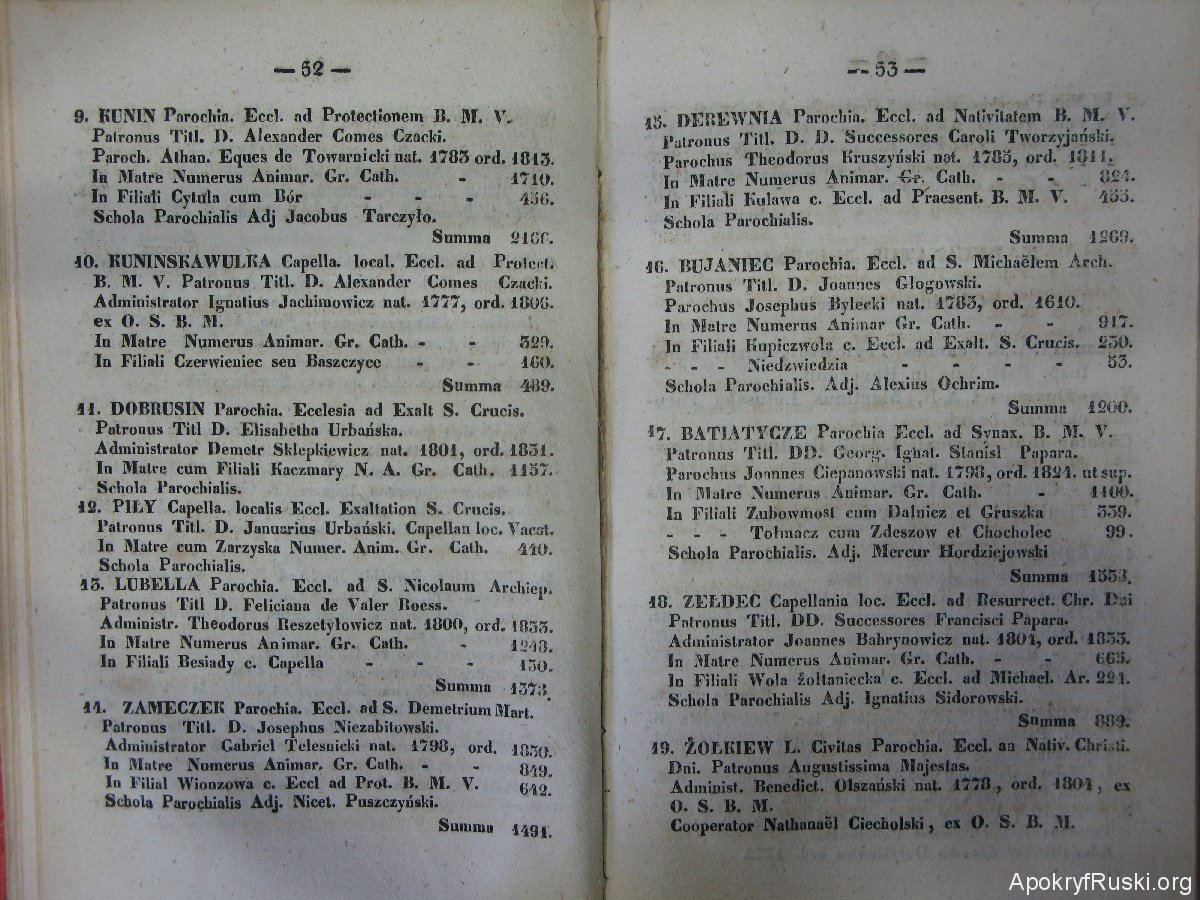 — 52 —
9. KUNIN Parochia. Eccl. ad Protectionem B. M. V.
Patronus Titl. D. Alexander Comes Czacki.
Paroch. Athan. Eques de Towarnicki nat. 1783 ord. 1813.
In Matre Numerus Animar. Gr. Cath. - 1710.
In Filiali Cytula cum Bór - - - 456.
Schola Parochialis Adj Jacobus Tarczyło.
Summa 2166.
10. KUNINSKAWULKA Capella. local. Eccl. ad Protect.
B. M. V. Patronus Titl. D. Alexander Comes Czacki.
Administrator Ignatius Jachimowicz nat. 1777, ord. 1808.
ex O. S. B. M.
In Matre Numerus Animar. Gr. Cath. - - 329.
In Filiali Czerwieniec seu Baszczyce - - 160.
Summa 489.
11. DOBRUSIN Parochia. Ecclesia ad Exalt S. Crucis.
Patronus Titl D. Elisabetha Urbańska.
Administrator Demetr Sklepkiewicz nat. 1801, ord. 1831.
In Matre cum Filiali Kaczmary N. A. Gr. Cath. 1157.
Schola Parochialis.
12. PIŁY Capella. localis Eccl. Exaltation S. Crucis.
Patronus Titl. D. Januarius Urbański. Capellan loc. Vacat.
In Matre cum Zarzyska Numer. Anim. Gr. Cath. 440.
Schola Parochialis.
13. LUBELLA Parochia. Eccl. ad S. Nicolaum Archiep.
Patronus Titl D. Feliciana de Valer Roess.
Administr. Theodorus Reszetyłowicz nat. 1800, ord. 1833.
In Matre Numerus Animar. Gr. Cath. - 1248.
In Filiali Besiady c. Capella - - - 130.
Summa 1378.
14. ZAMECZEK Parochia. Eccl. ad S. Demetrium Mart.
Patronus Titl. D. Josephus Niezabitowski.
Administrator Gabriel Telesnicki nat. 1798, ord. 1830.
In Matre Numerus Animar. Gr. Cath. - - 849.
In Filial Wionzowa c. Eccl ad Prot. B. M. V. 642.
Schola Parochialis Adj. Nicet. Puszczyński.
Summa 1491.
— 53 —
15. DEREWNIA Parochia. Eccl. ad Nativitatem B. M. V.
Patronus Titl. D. D. Successores Caroli Tworzyjański.
Parochus Theodorus Kruszyński nat. 1785, ord. 1811.
In Matre Numerus Animar. Gr. Cath. - - 824.
In Filiali Kulawa c. Eccl. ad Praesent. B. M. V. 455.
Schola Parochialis.
Summa 1269.
16. BUJANIEC Parochia. Eccl. ad S. Michaëlem Arch.
Patronus Titl. D. Joannes Głogowski.
Parochus Josephus Bylecki nat. 1783, ord. 1610.
In Matre Numerus Animar Gr. Cath. - - 917.
In Filiali Kupiczwola c. Eccl. ad Exalt. S. Crucis. 230.
- - - Niedzwiedzia - - - - 53.
Schola Parochialis. Adj. Alexius Ochrim.
Summa 1200.
17. BATIATYCZE Parochia Eccl. ad Synax. B. M. V.
Patronus Titl. DD. Georg. Ignat. Stanisl Papara.
Parochus Joannes Ciepanowski nat. 1798, ord. 1824. ut sup.
In Matre Numerus Animar. Gr. Cath. - 1100.
In Filiali Zubowmost cum Dalnicz et Gruszka 339.
- - - Tołmacz cum Zdeszow et Chochołec 99.
Schola Parochialis. Adj. Mercur Hordziejowski
Summa 1553.
18. ZEŁDEC Capellania loc. Eccl. ad Resurrect. Chr. Dni
Patronus Titl. DD. Successores Francisci Papara.
Administrator Joannes Babrynowicz nat. 1804, ord. 1835.
In Matre Numerus Animar. Gr. Cath. - - 665.
In Filiali Wola żołtaniecka c. Eccl. ad Michael. Ar. 224.
Schola Parochialis Adj. Ignatius Sidorowski.
Summa 889.
19. ŻOŁKIEW L. Civitas Parochia. Eccl. an Nativ. Christi.
Dni. Patronus Augustissima Majestas.
Administ. Benedict. Olszański nat. 1778, ord. 1804, ex
O. S. B. M.
Cooperator Nathanaël Ciecholski, ex O. S. B. M.
ApokryfRuski.org